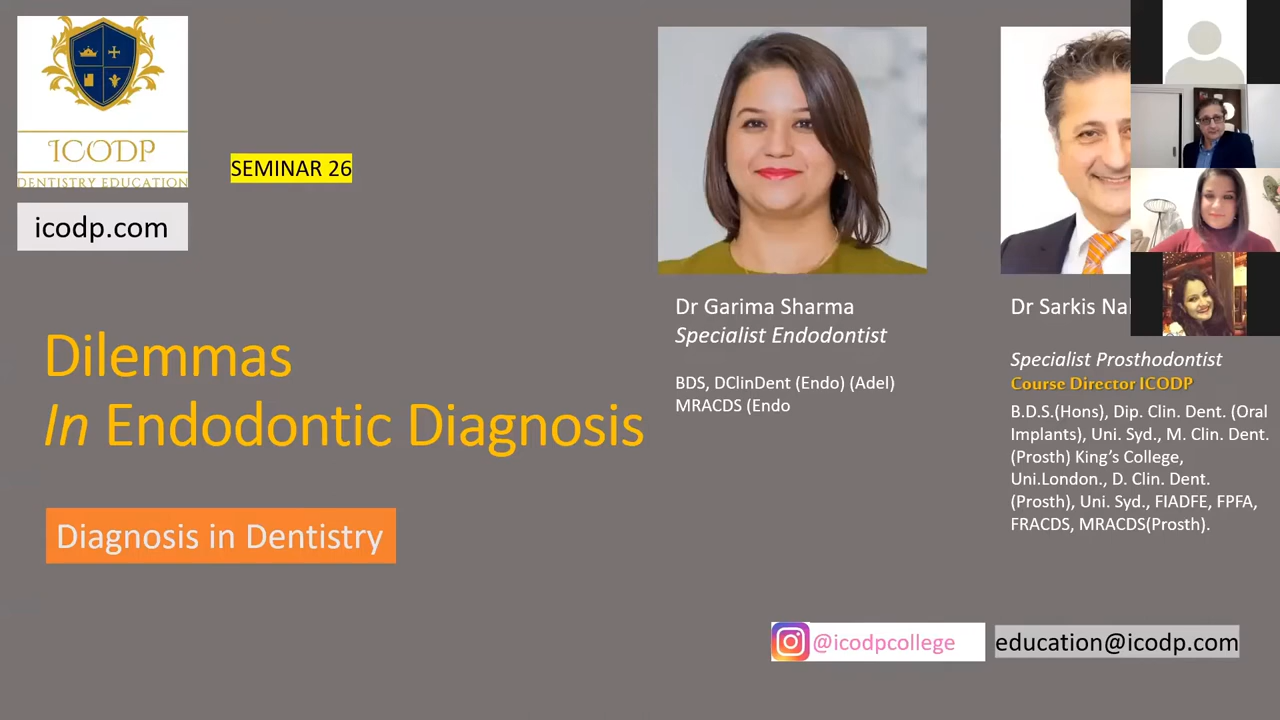 ICODP
DENTISTRY EDUCATION
icodp.com
SEMINAR 26
Dilemmas
In Endodontic Diagnosis
Diagnosis in Dentistry
Dr Garima Sharma
Specialist Endodontist
BDS, DClinDent (Endo) (Adel)
MRACDS (Endo
Dr Sarkis
Specialist Prosthodontist
Course Director ICODP
B.D.S.(Hons), Dip. Clin. Dent. (Oral
Implants), Uni. Syd., M. Clin. Dent.
(Prosth) King's College,
Uni.London., D. Clin. Dent.
(Prosth), Uni. Syd., FIADFE, FPFA,
FRACDS, MRACDS(Prosth).
@icodpcollege
education@icodp.com